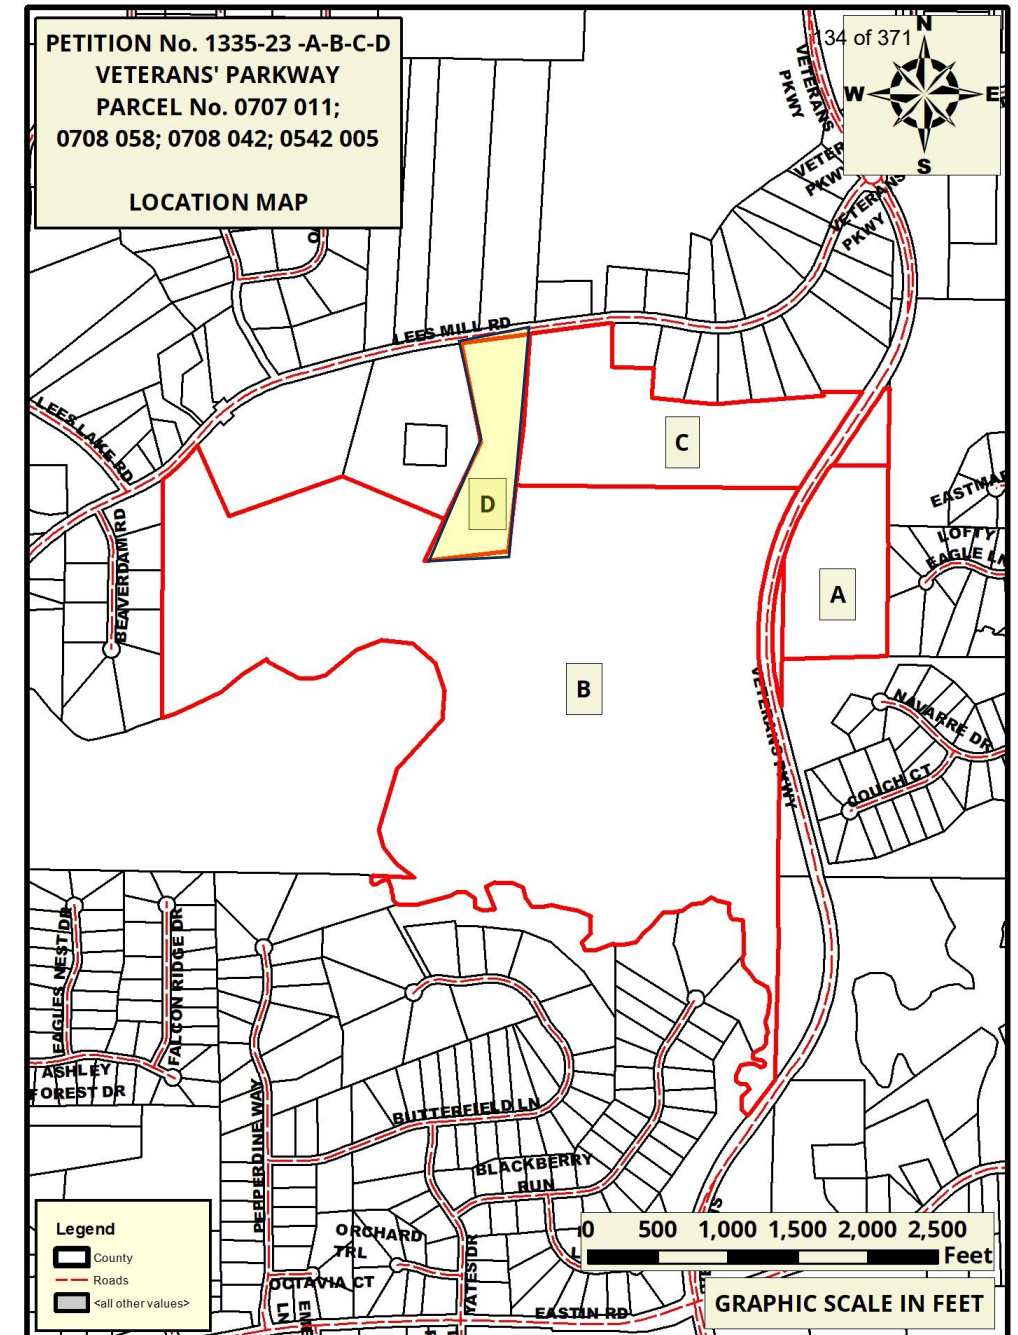 PETITION No. 1335-23 -A-B-C-D
VETERANS' PARKWAY
PARCEL No. 0707 011;
0708 058; 0708 042; 0542 005
LOCATION MAP
134 of 371
N
W
E
S
VETERANS
PKWY
PKWY
VETERANS
PKWY
LEES MILL RD
LEES LAKE RD
BEAVERDAM RD
C
D
A
B
LOFTY
EAGLE LN
VETERANS PKWY
NAVARRE DR
COUCH CT
EAGLES NEST DR
FALCON RIDGE DR
ASHLEY
FOREST DR
PEPPERDINE WAY
BUTTERFIELD LN
BLACKBERRY
RUN
ORCHARD
TRL
OCTAVIA CT
LN
YATES DR
EASTIN RD
Legend
County
Roads
<all other values>
0 500 1,000 1,500 2,000 2,500
Feet
GRAPHIC SCALE IN FEET